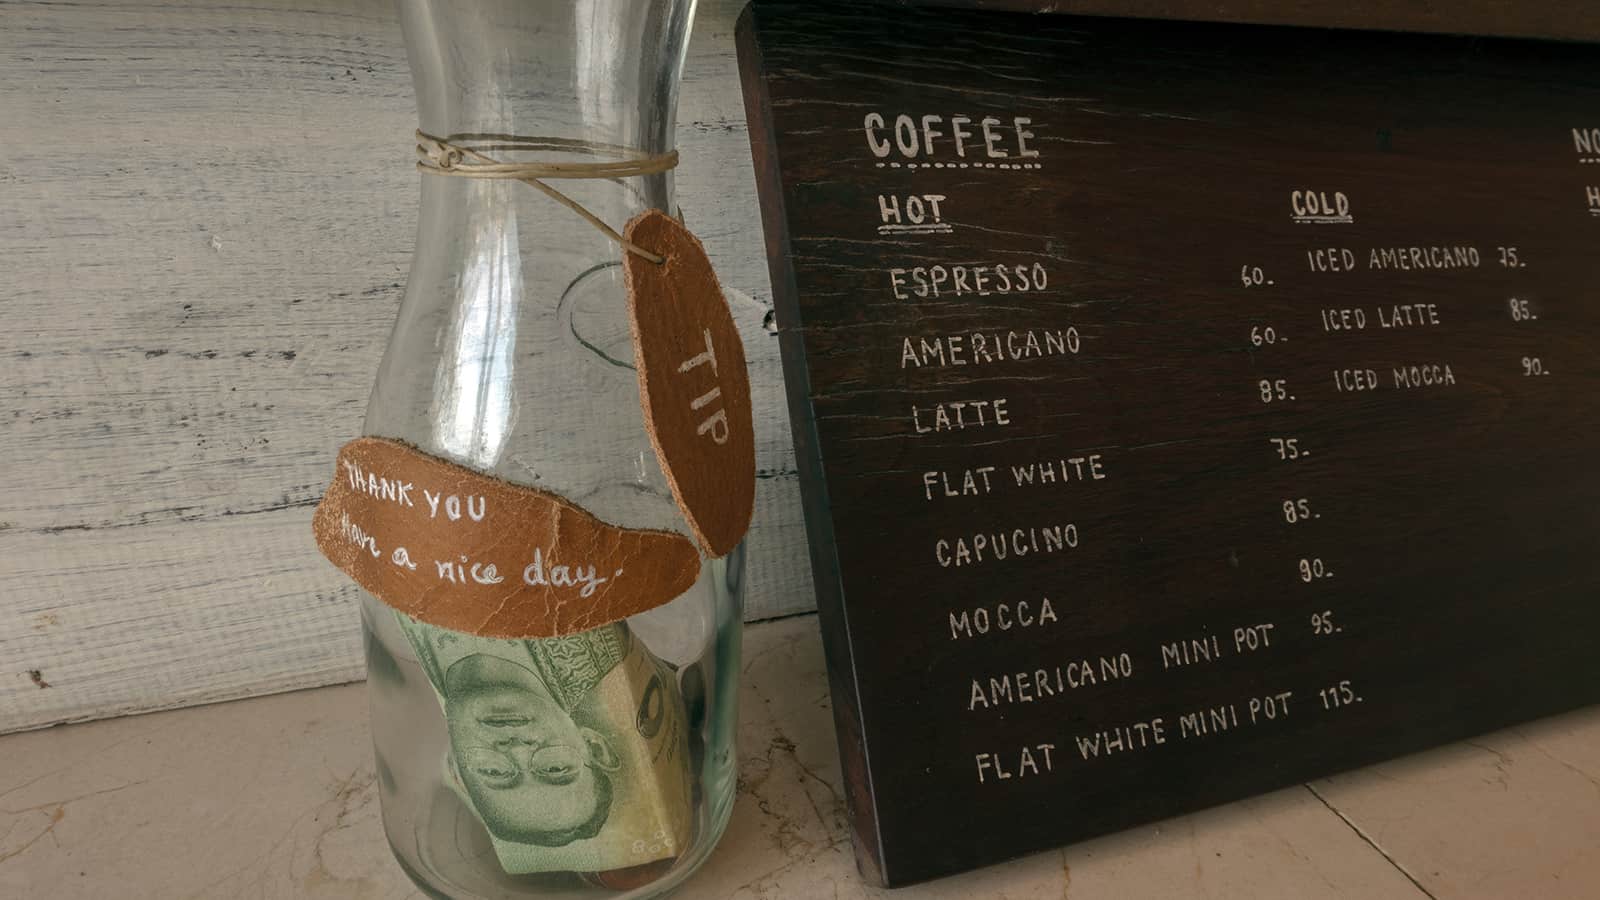 THANK YOU
Have a nice day.
TIP
COFFEE
HOT
ESPRESSO 60.
AMERICANO 60-
LATTE 85.
FLAT WHITE 75-
CAPUCINO 85.
MOCCA 90-
AMERICANO MINI POT 95.
FLAT WHITE MINI POT 115.
COLD
ICED AMERICANO 75.
ICED LATTE 85.
ICED MOCCA 90-